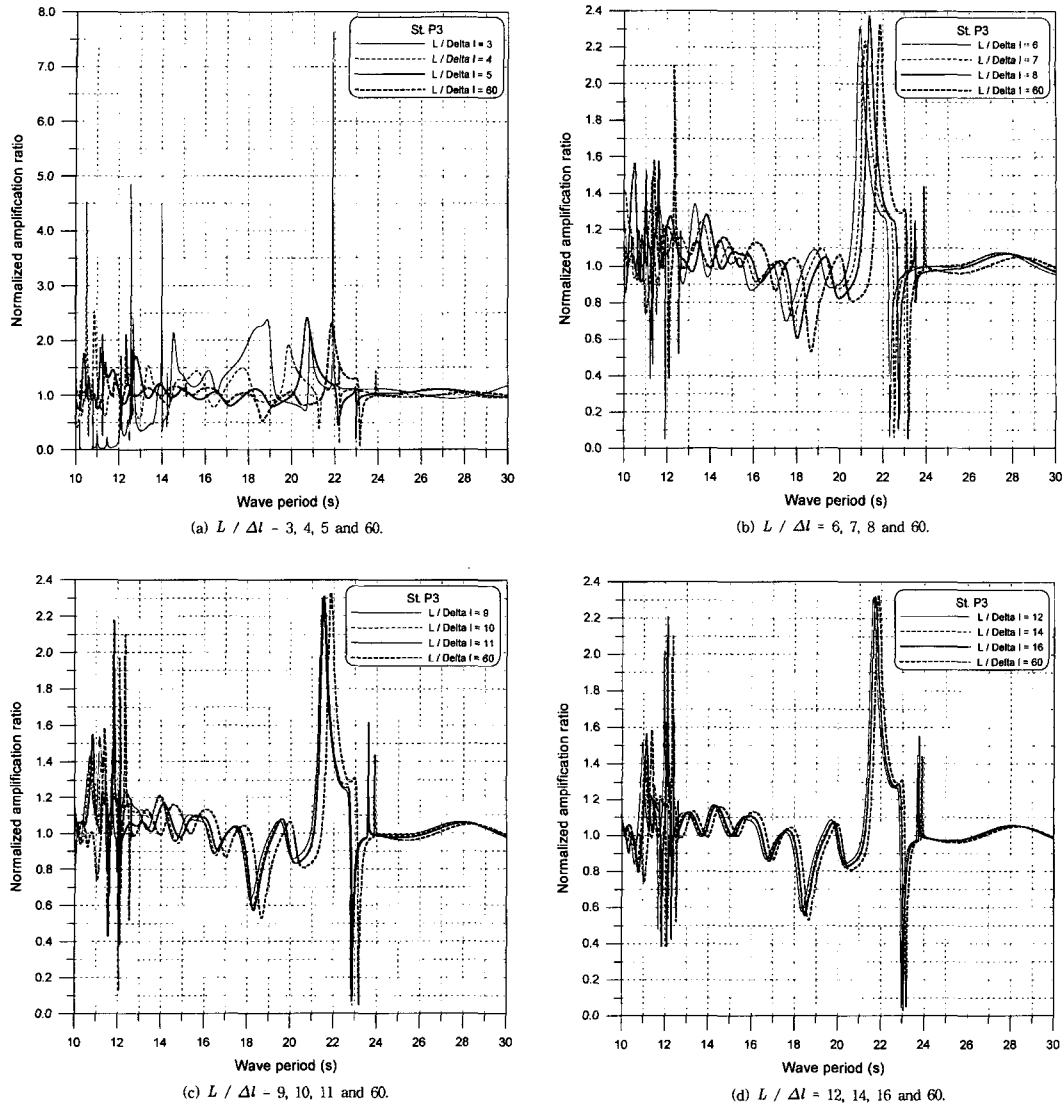 St. P3
L / Delta l = 3
L / Delta l = 4
L / Delta l = 5
L / Delta l = 60
8.0
7.0
6.0
5.0
4.0
3.0
2.0
1.0
0.0
Normalized amplification ratio
10 12 14 16 18 20 22 24 26 28 30
Wave period (s)
(a) L / Δl - 3, 4, 5 and 60.
St. P3
L / Delta l = 6
L / Delta l = 7
L / Delta l = 8
L / Delta l = 60
2.4
2.2
2.0
1.8
1.6
1.4
1.2
1.0
0.8
0.6
0.4
0.2
0.0
Normalized amplification ratio
10 12 14 16 18 20 22 24 26 28 30
Wave period (s)
(b) L / Δl = 6, 7, 8 and 60.
St. P3
L / Delta l = 9
L / Delta l = 10
L / Delta l = 11
L / Delta l = 60
2.4
2.2
2.0
1.8
1.6
1.4
1.2
1.0
0.8
0.6
0.4
0.2
0.0
Normalized amplification ratio
10 12 14 16 18 20 22 24 26 28 30
Wave period (s)
(c) L / Δl - 9, 10, 11 and 60.
St. P3
L / Delta l = 12
L / Delta l = 14
L / Delta l = 16
L / Delta l = 60
2.4
2.2
2.0
1.8
1.6
1.4
1.2
1.0
0.8
0.6
0.4
0.2
0.0
Normalized amplification ratio
10 12 14 16 18 20 22 24 26 28 30
Wave period (s)
(d) L / Δl = 12, 14, 16 and 60.